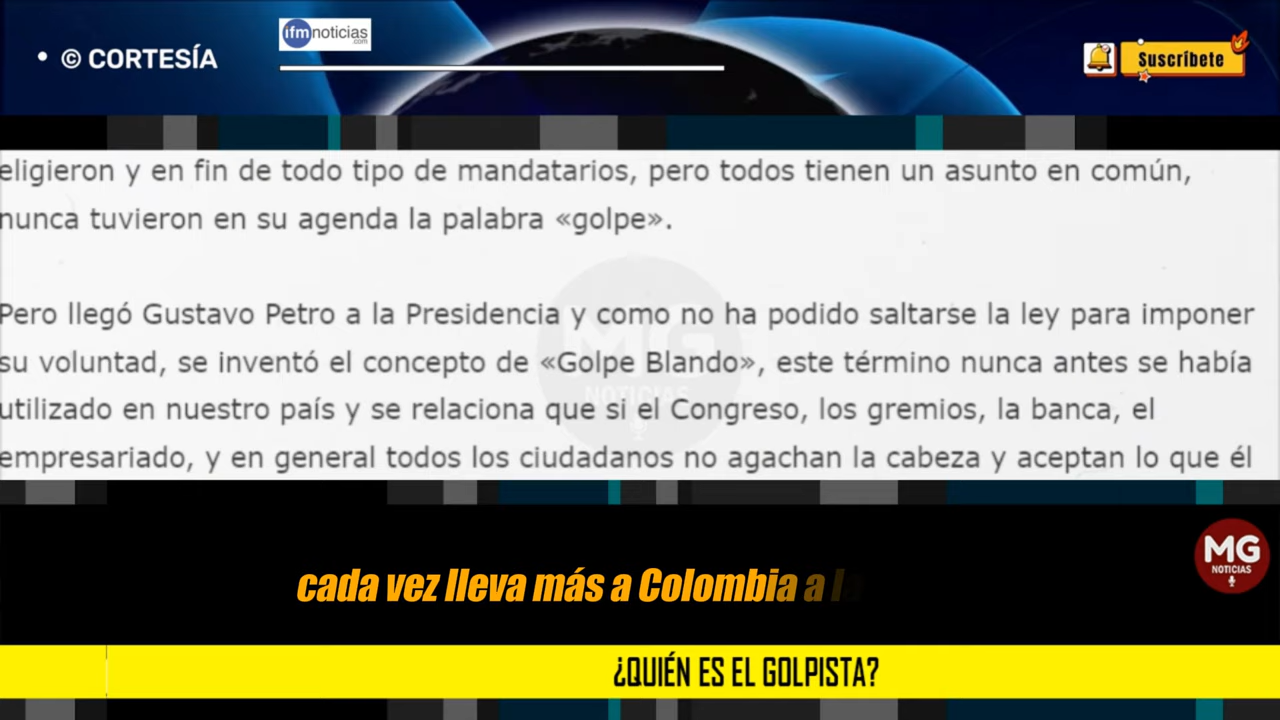 • © CORTESÍA
ifmnoticias
.com
Suscríbete
eligieron y en fin de todo tipo de mandatarios, pero todos tienen un asunto en común,
nunca tuvieron en su agenda la palabra «golpe».
Pero llegó Gustavo Petro a la Presidencia y como no ha podido saltarse la ley para imponer
su voluntad, se inventó el concepto de «Golpe Blando», este término nunca antes se había
utilizado en nuestro país y se relaciona que si el Congreso, los gremios, la banca, el
empresariado, y en general todos los ciudadanos no agachan la cabeza y aceptan lo que él
MG
NOTICIAS
cada vez lleva más a Colombia a l
MG
NOTICIAS
¿QUIÉN ES EL GOLPISTA?